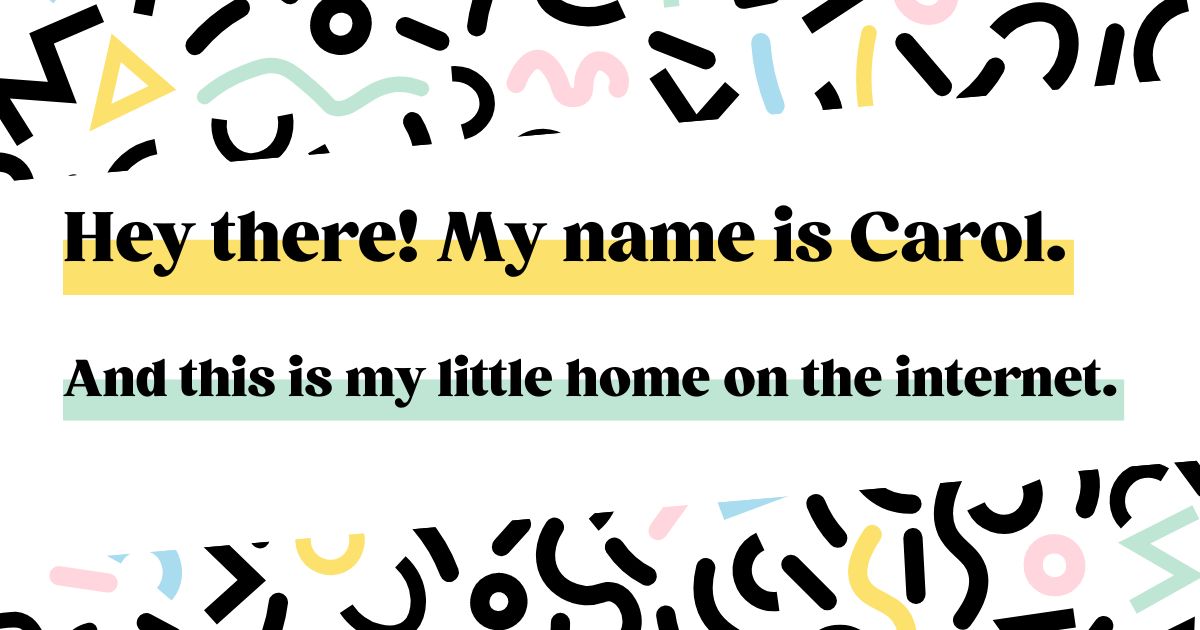 Hey there! My name is Carol.
And this is my little home on the internet.